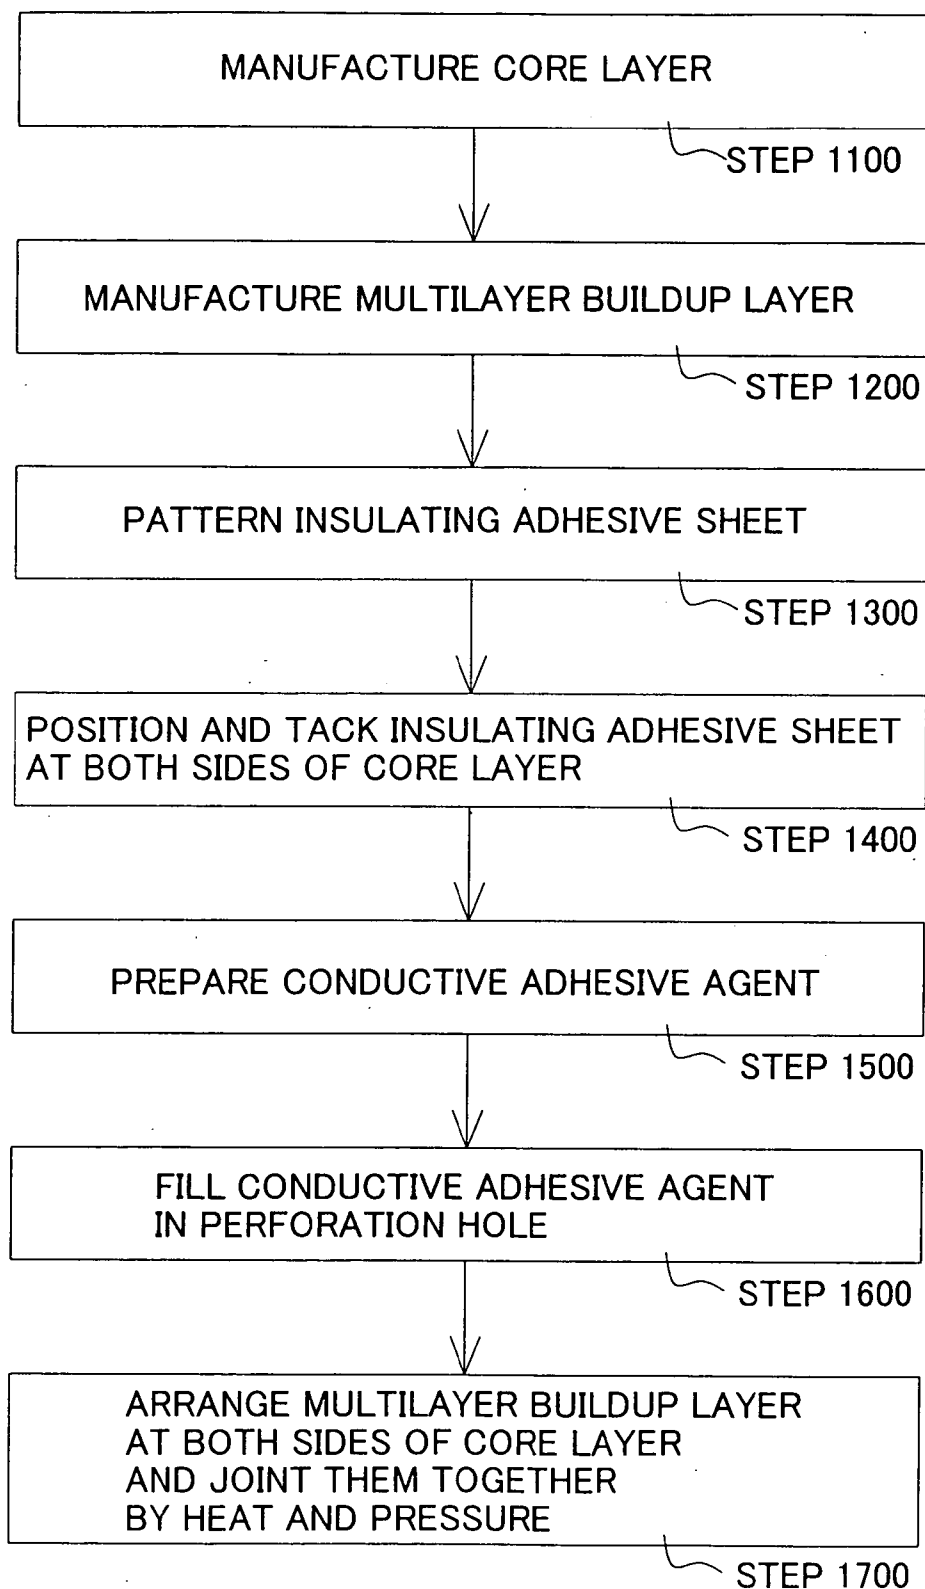 MANUFACTURE CORE LAYER
STEP 1100
MANUFACTURE MULTILAYER BUILDUP LAYER
STEP 1200
PATTERN INSULATING ADHESIVE SHEET
STEP 1300
POSITION AND TACK INSULATING ADHESIVE SHEET
AT BOTH SIDES OF CORE LAYER
STEP 1400
PREPARE CONDUCTIVE ADHESIVE AGENT
STEP 1500
FILL CONDUCTIVE ADHESIVE AGENT
IN PERFORATION HOLE
STEP 1600
ARRANGE MULTILAYER BUILDUP LAYER
AT BOTH SIDES OF CORE LAYER
AND JOINT THEM TOGETHER
BY HEAT AND PRESSURE
STEP 1700